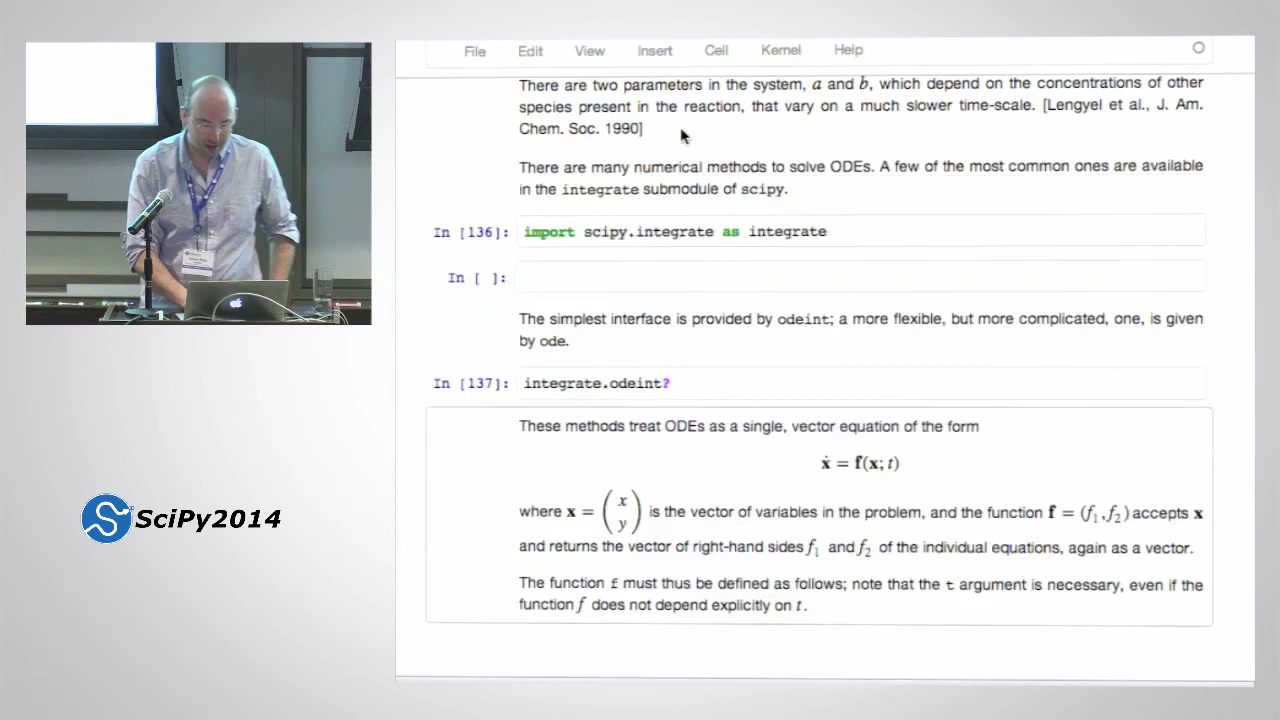 File Edit View Insert Cell Kernel Help
There are two parameters in the system, a and b, which depend on the concentrations of other
species present in the reaction, that vary on a much slower time-scale. [Lengyel et al., J. Am.
Chem. Soc. 1990]
There are many numerical methods to solve ODEs. A few of the most common ones are available
in the integrate submodule of scipy.
In [136]: import scipy.integrate as integrate
In [ ]:
The simplest interface is provided by odeint; a more flexible, but more complicated, one, is given
by ode.
In [137]: integrate.odeint?
These methods treat ODEs as a single, vector equation of the form
ẋ = f(x; t)
where x = (x y) is the vector of variables in the problem, and the function f = (f₁, f₂) accepts x
and returns the vector of right-hand sides f₁ and f₂ of the individual equations, again as a vector.
The function f must thus be defined as follows; note that the t argument is necessary, even if the
function f does not depend explicitly on t.
SciPy2014